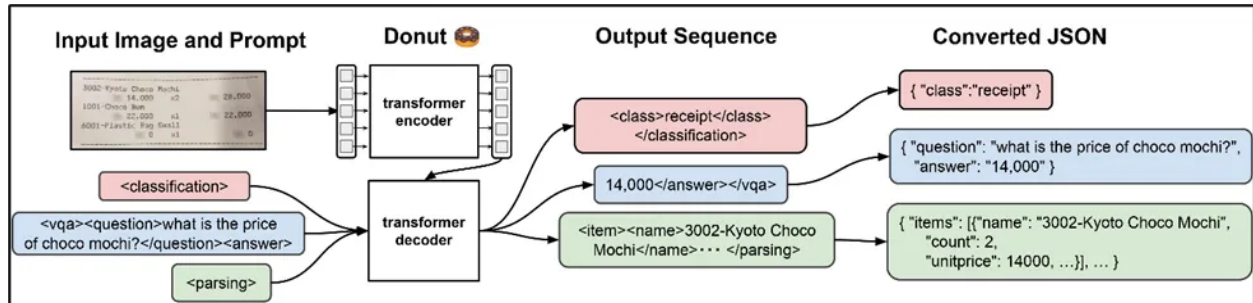 Input Image and Prompt
Donut 🍩
Output Sequence
Converted JSON
3002-Kyoto Choco Mochi
14,000 x2 28,000
1001-Choco Bun
22,000 x1 22,000
6001-Plastic Bag Small
0 x1 0
transformer
encoder
<classification>
<vqa><question>what is the price
of choco mochi?</question><answer>
<parsing>
transformer
decoder
<class>receipt</class>
</classification>
14,000</answer></vqa>
<item><name>3002-Kyoto Choco
Mochi</name>··· </parsing>
{ "class":"receipt" }
{ "question": "what is the price of choco mochi?",
"answer": "14,000" }
{ "items": [{"name": "3002-Kyoto Choco Mochi",
"count": 2,
"unitprice": 14000, …}], … }